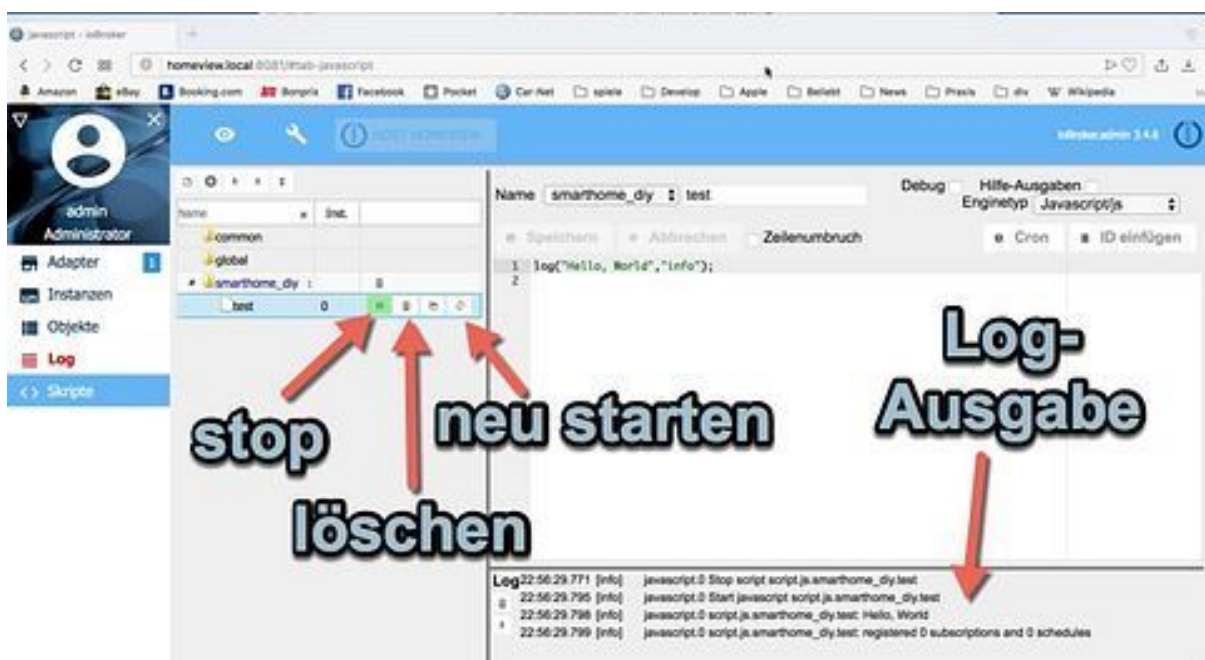 javascript - ioBroker
homeview.local:8081/#tab-javascript
Amazon eBay Booking.com Bonprix Facebook Pocket Car-Net spiele Develop Apple Beliebt News Praxis div Wikipedia
HOST HOMEVIEW
ioBroker.admin 3.4.6
admin
Administrator
Adapter 1
Instanzen
Objekte
Log
Skripte
name Inst.
common
global
smarthome_diy
test 0
Name smarthome_diy test
Debug Hilfe-Ausgaben
Enginetyp Javascript/js
Speichern Abbrechen Zeilenumbruch Cron ID einfügen
1 log("Hello, World","info");
2
stop
löschen
neu starten
Log-
Ausgabe
Log 22:56:29.771 [info] javascript.0 Stop script script.js.smarthome_diy.test
22:56:29.795 [info] javascript.0 Start javascript script.js.smarthome_diy.test
22:56:29.798 [info] javascript.0 script.js.smarthome_diy.test: Hello, World
22:56:29.799 [info] javascript.0 script.js.smarthome_diy.test: registered 0 subscriptions and 0 schedules